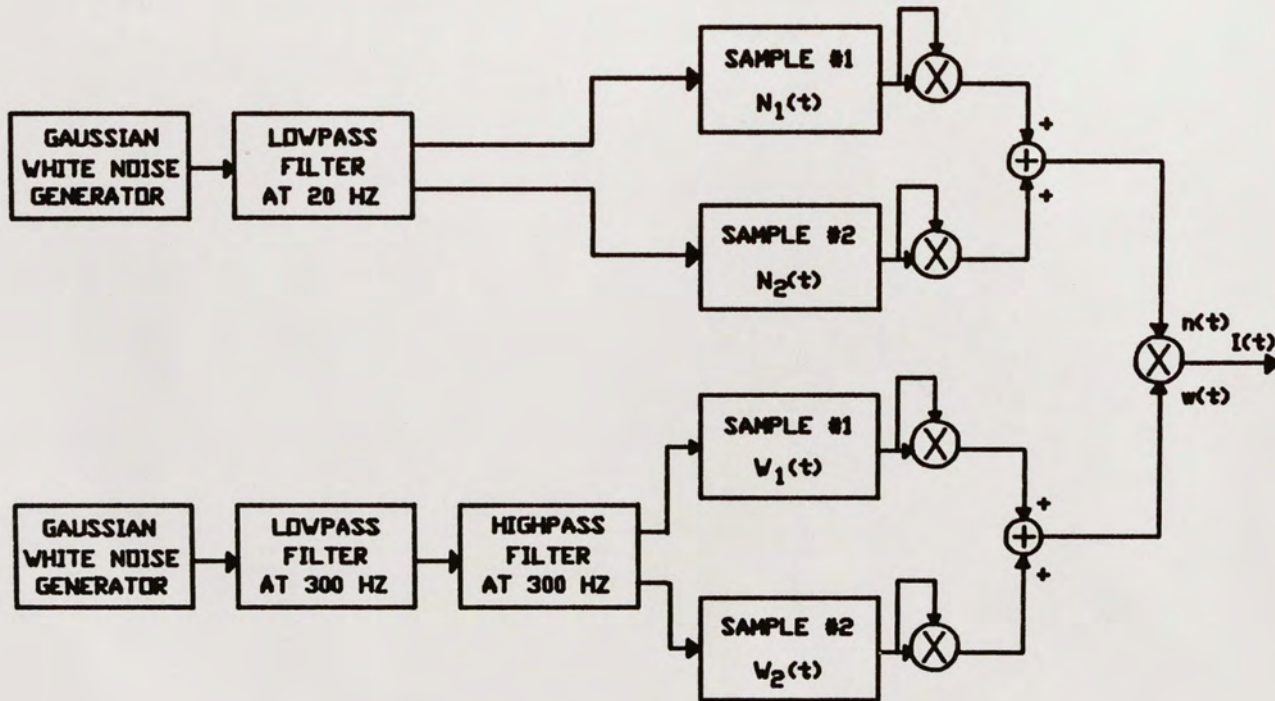 SAMPLE #1
N1(t)
GAUSSIAN
WHITE NOISE
GENERATOR
LOWPASS
FILTER
AT 20 HZ
+
+
+
SAMPLE #2
N2(t)
n(t)
I(t)
w(t)
SAMPLE #1
W1(t)
GAUSSIAN
WHITE NOISE
GENERATOR
LOWPASS
FILTER
AT 300 HZ
HIGHPASS
FILTER
AT 300 HZ
+
+
+
SAMPLE #2
W2(t)